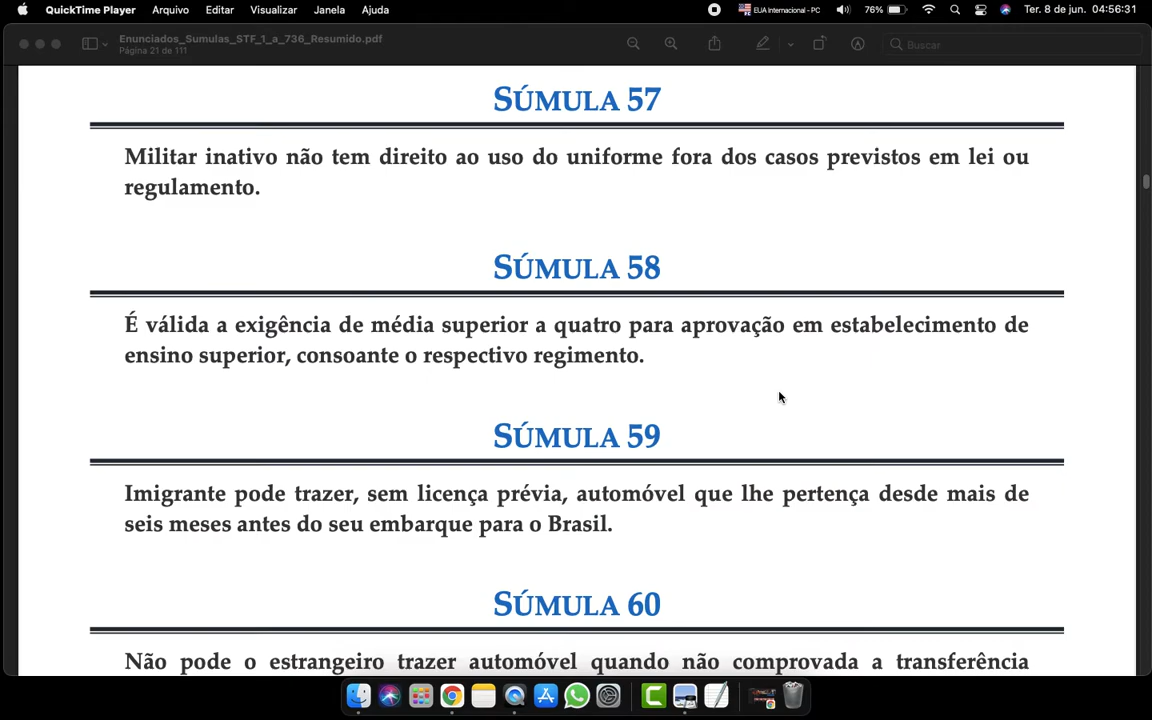 QuickTime Player Arquivo Editar Visualizar Janela Ajuda EUA Internacional - PC 76% Ter. 8 de jun. 04:56:31
Enunciados_Sumulas_STF_1_a_736_Resumido.pdf
Página 21 de 111
Buscar
SÚMULA 57
Militar inativo não tem direito ao uso do uniforme fora dos casos previstos em lei ou
regulamento.
SÚMULA 58
É válida a exigência de média superior a quatro para aprovação em estabelecimento de
ensino superior, consoante o respectivo regimento.
SÚMULA 59
Imigrante pode trazer, sem licença prévia, automóvel que lhe pertença desde mais de
seis meses antes do seu embarque para o Brasil.
SÚMULA 60
Não pode o estrangeiro trazer automóvel quando não comprovada a transferência